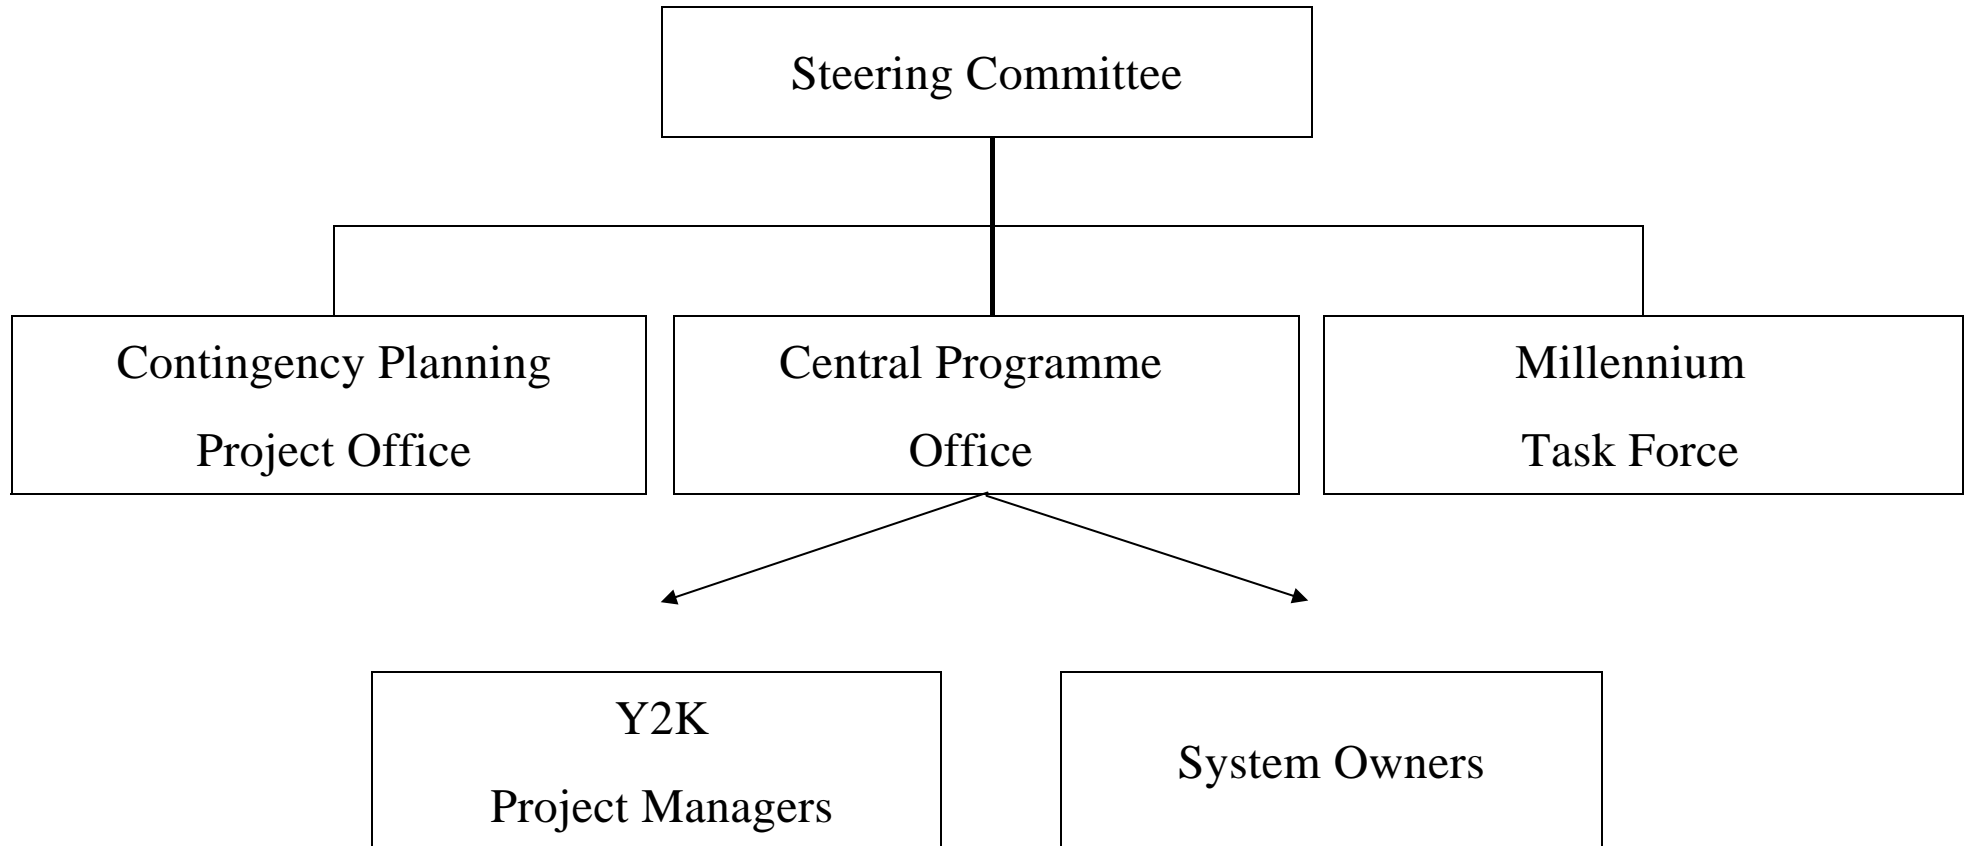 Steering Committee
Contingency Planning
Project Office
Central Programme
Office
Millennium
Task Force
Y2K
Project Managers
System Owners